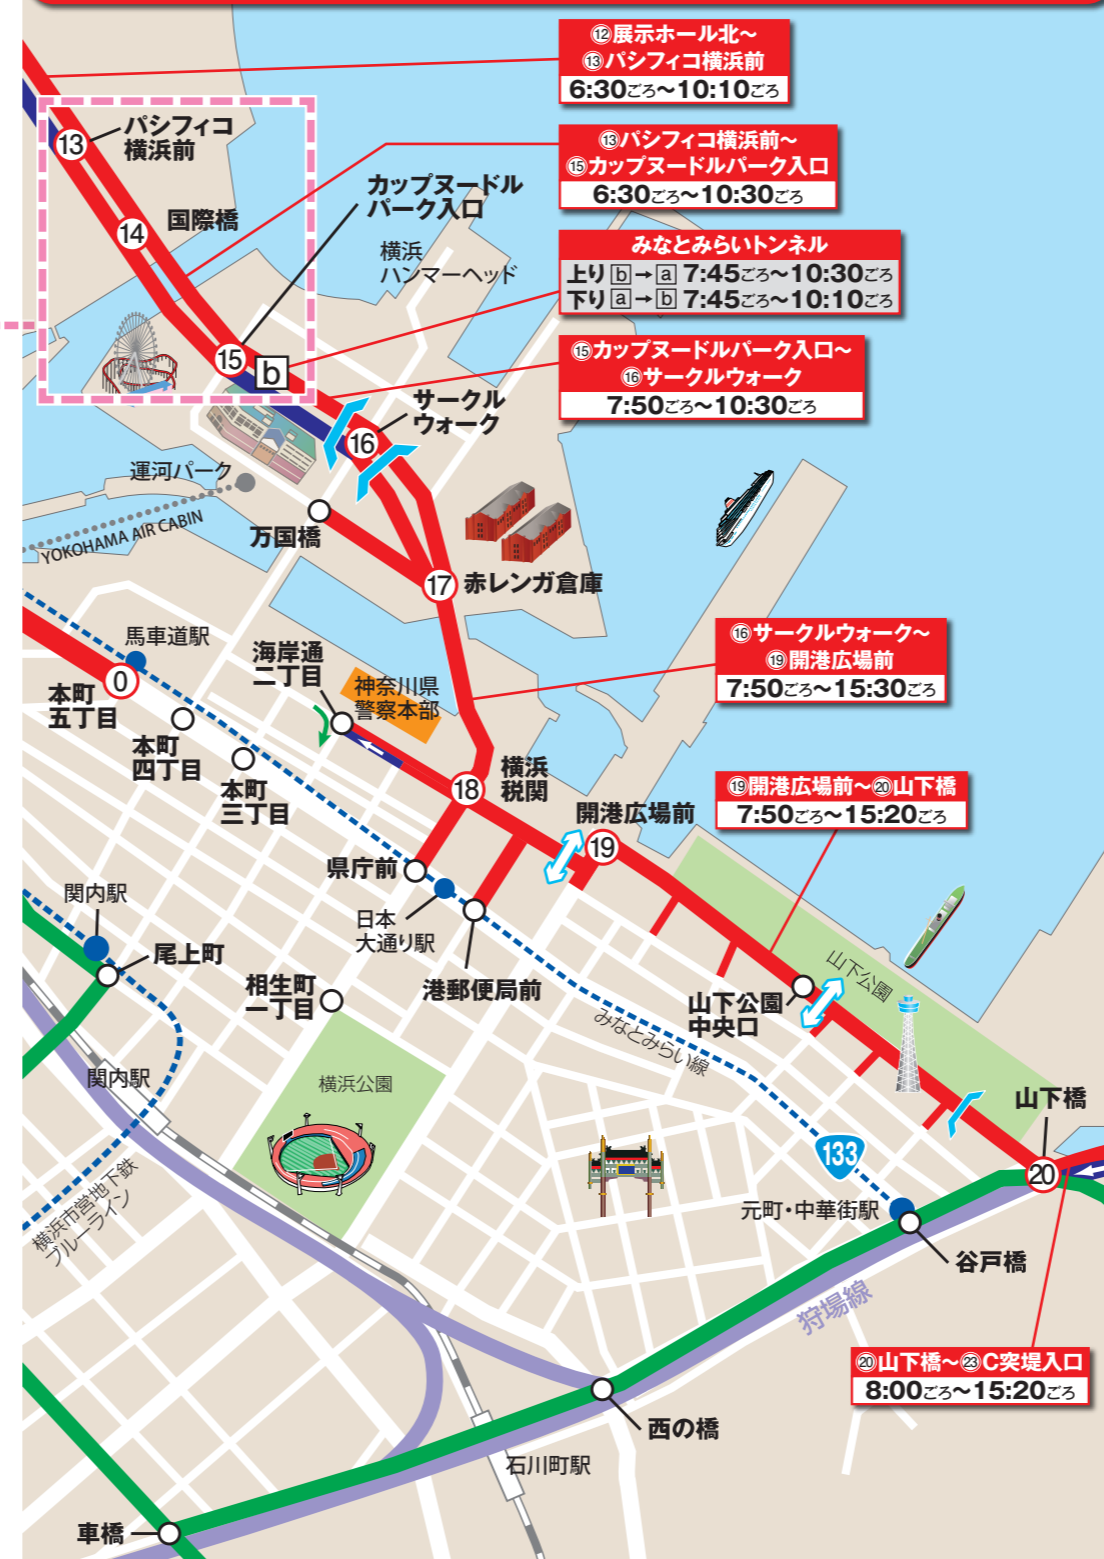 ⑫展示ホール北〜
⑬パシフィコ横浜前
6:30ごろ〜10:10ごろ
⑬パシフィコ横浜前〜
⑮カップヌードルパーク入口
6:30ごろ〜10:30ごろ
みなとみらいトンネル
上り b→a 7:45ごろ〜10:30ごろ
下り a→b 7:45ごろ〜10:10ごろ
⑮カップヌードルパーク入口〜
⑯サークルウォーク
7:50ごろ〜10:30ごろ
13
パシフィコ
横浜前
14
国際橋
カップヌードル
パーク入口
横浜
ハンマーヘッド
15
b
サークル
ウォーク
16
運河パーク
YOKOHAMA AIR CABIN
万国橋
17
赤レンガ倉庫
⑯サークルウォーク〜
⑲開港広場前
7:50ごろ〜15:30ごろ
馬車道駅
0
本町
五丁目
海岸通
二丁目
神奈川県
警察本部
本町
四丁目
本町
三丁目
18
横浜
税関
⑲開港広場前〜⑳山下橋
7:50ごろ〜15:20ごろ
開港広場前
19
県庁前
関内駅
日本
大通り駅
尾上町
港郵便局前
相生町
一丁目
山下公園
山下公園
中央口
みなとみらい線
関内駅
横浜公園
山下橋
133
20
横浜市営地下鉄
ブルーライン
元町・中華街駅
谷戸橋
狩場線
⑳山下橋〜㉓C突堤入口
8:00ごろ〜15:20ごろ
西の橋
石川町駅
車橋